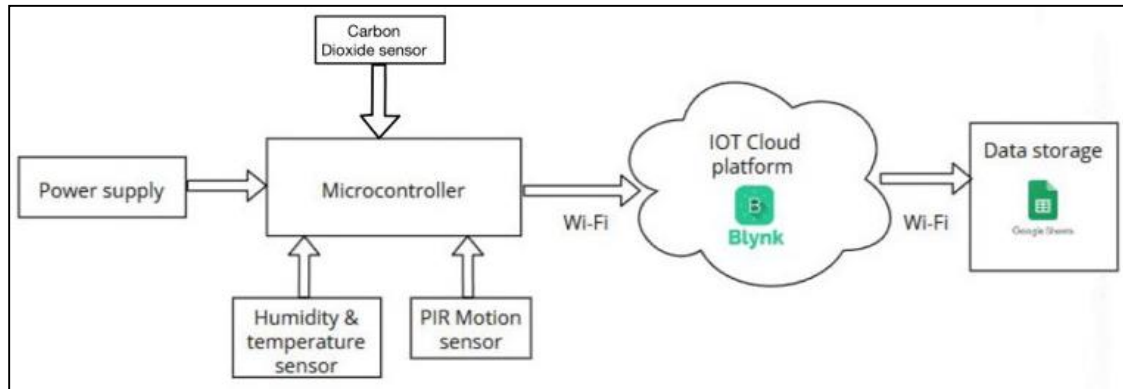 Carbon
Dioxide sensor
Power supply
Microcontroller
Wi-Fi
IOT Cloud
platform
B
Blynk
Wi-Fi
Data storage
Google Sheets
Humidity &
temperature
sensor
PIR Motion
sensor